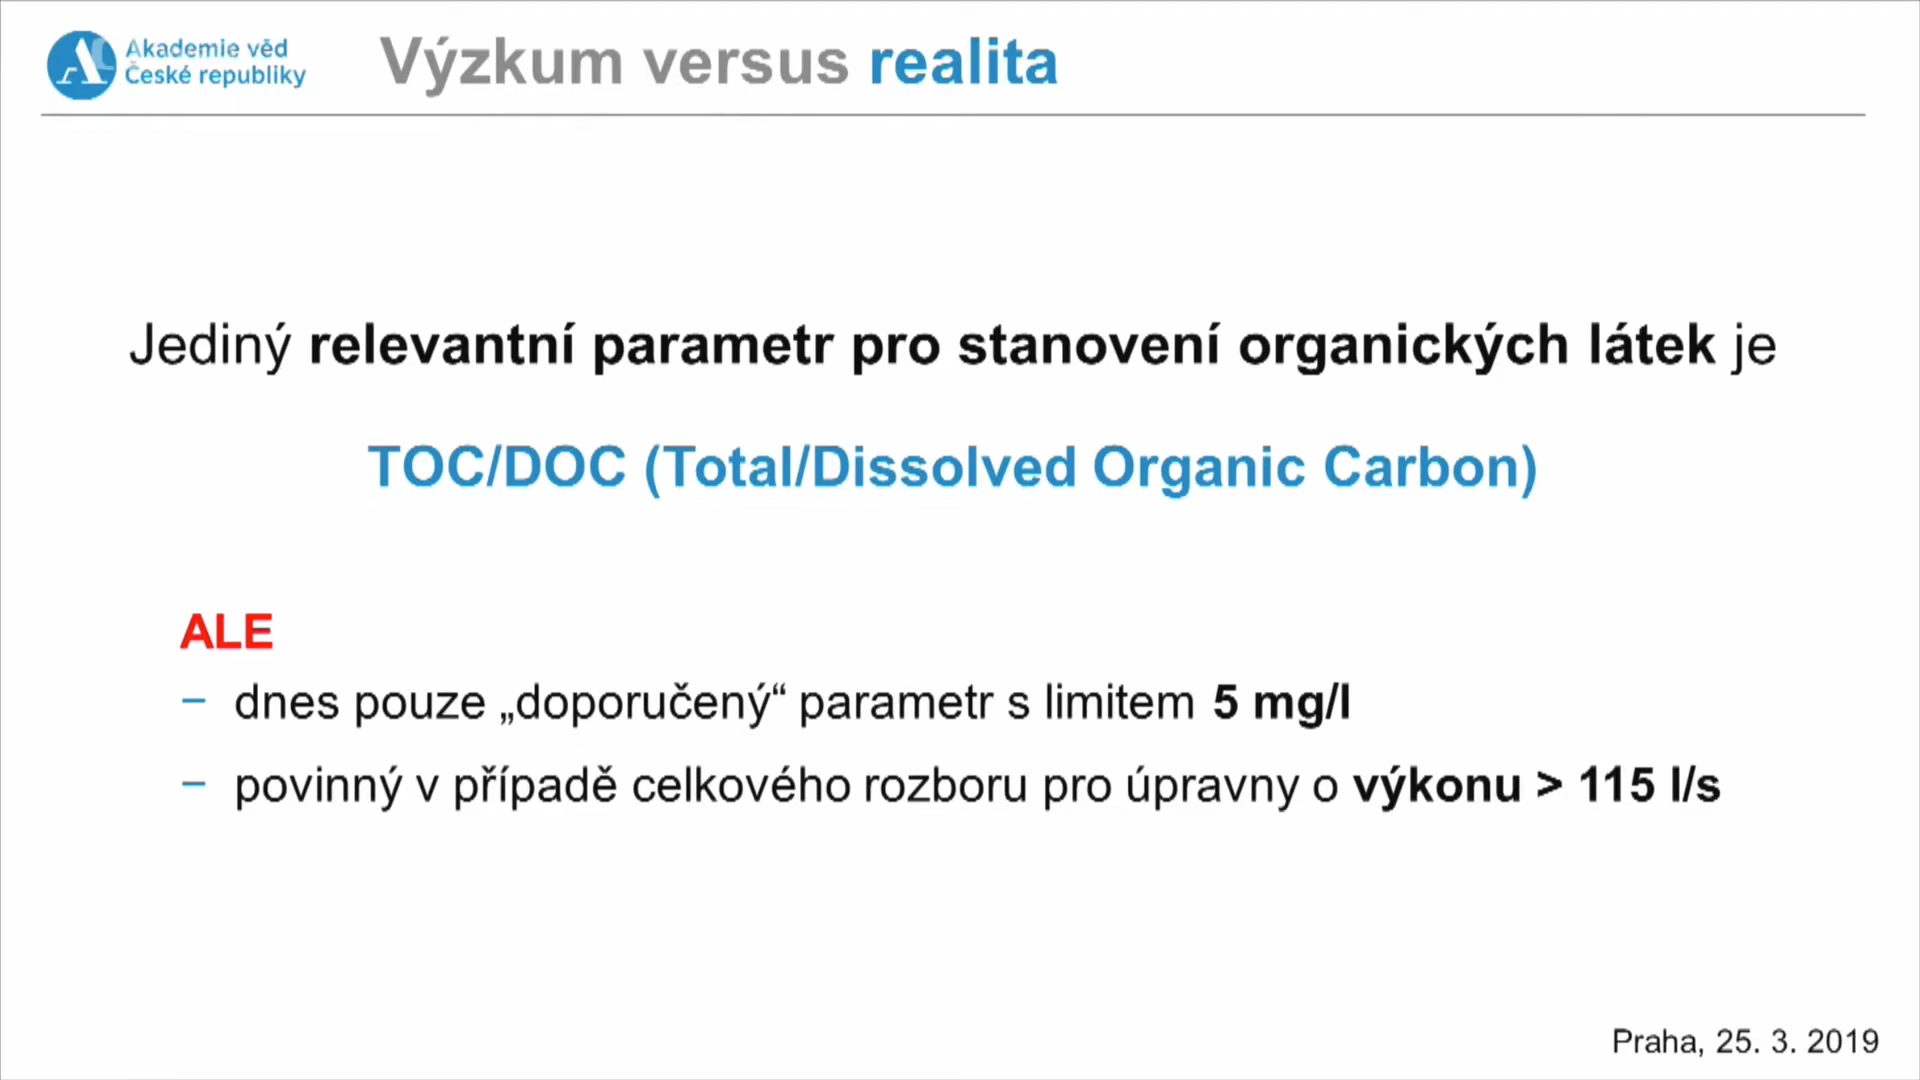 Akademie věd
České republiky
Výzkum versus realita
Jediný relevantní parametr pro stanovení organických látek je
TOC/DOC (Total/Dissolved Organic Carbon)
ALE
– dnes pouze „doporučený“ parametr s limitem 5 mg/l
– povinný v případě celkového rozboru pro úpravny o výkonu > 115 l/s
Praha, 25. 3. 2019